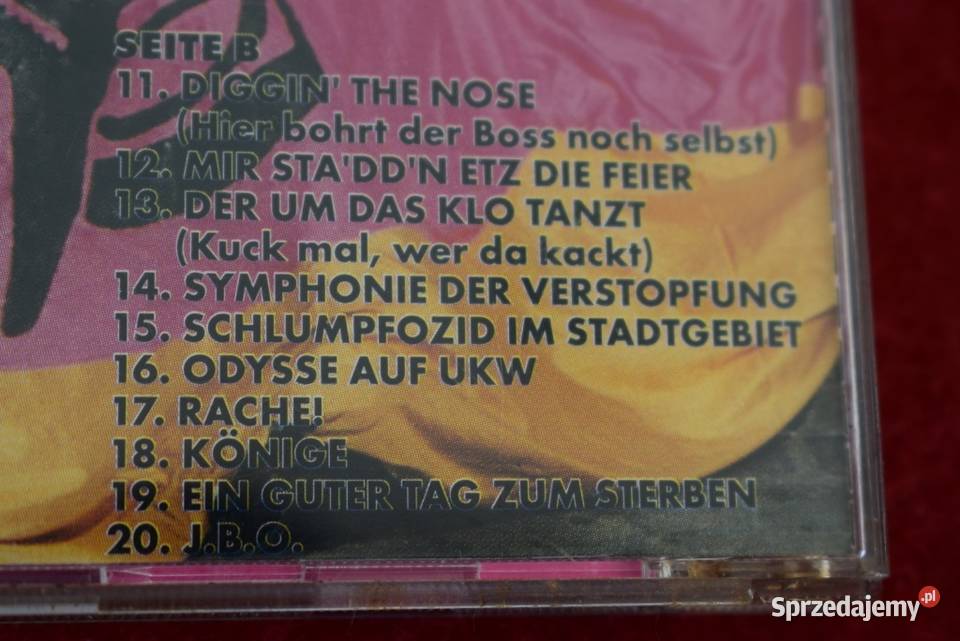 SEITE B
11. DIGGIN' THE NOSE
(Hier bohrt der Boss noch selbst)
12. MIR STA'DD'N ETZ DIE FEIER
13. DER UM DAS KLO TANZT
(Kuck mal, wer da kackt)
14. SYMPHONIE DER VERSTOPFUNG
15. SCHLUMPFOZID IM STADTGEBIET
16. ODYSSE AUF UKW
17. RACHE!
18. KÖNIGE
19. EIN GUTER TAG ZUM STERBEN
20. J.B.O.
Sprzedajemy.pl